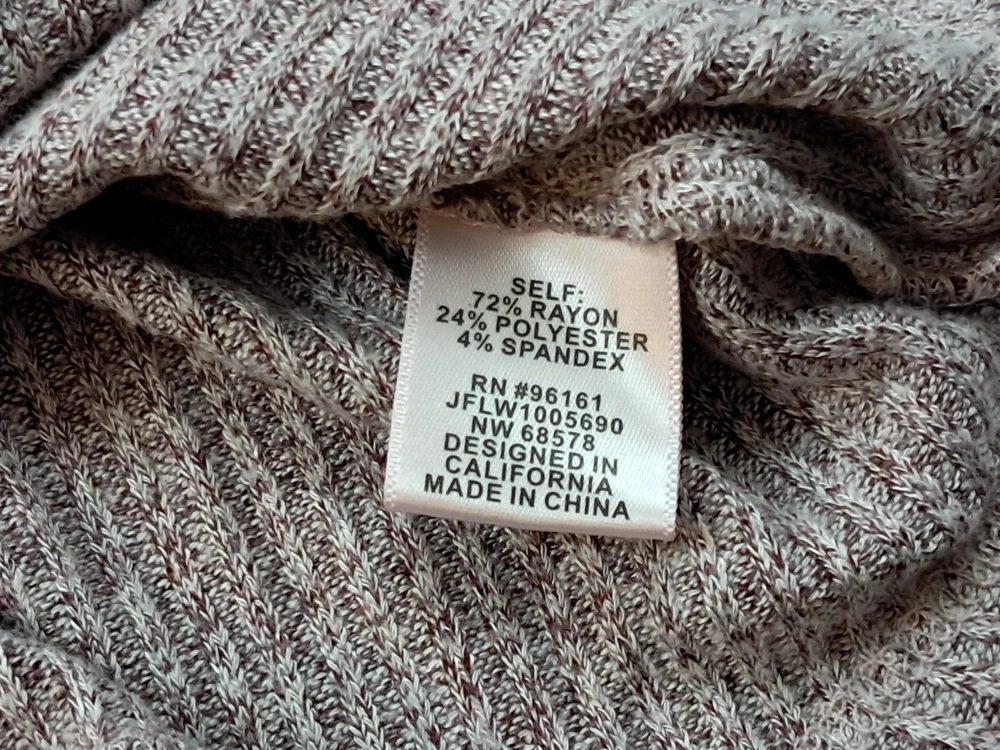 SELF:
72% RAYON
24% POLYESTER
4% SPANDEX
RN #96161
JFLW1005690
NW 68578
DESIGNED IN
CALIFORNIA
MADE IN CHINA